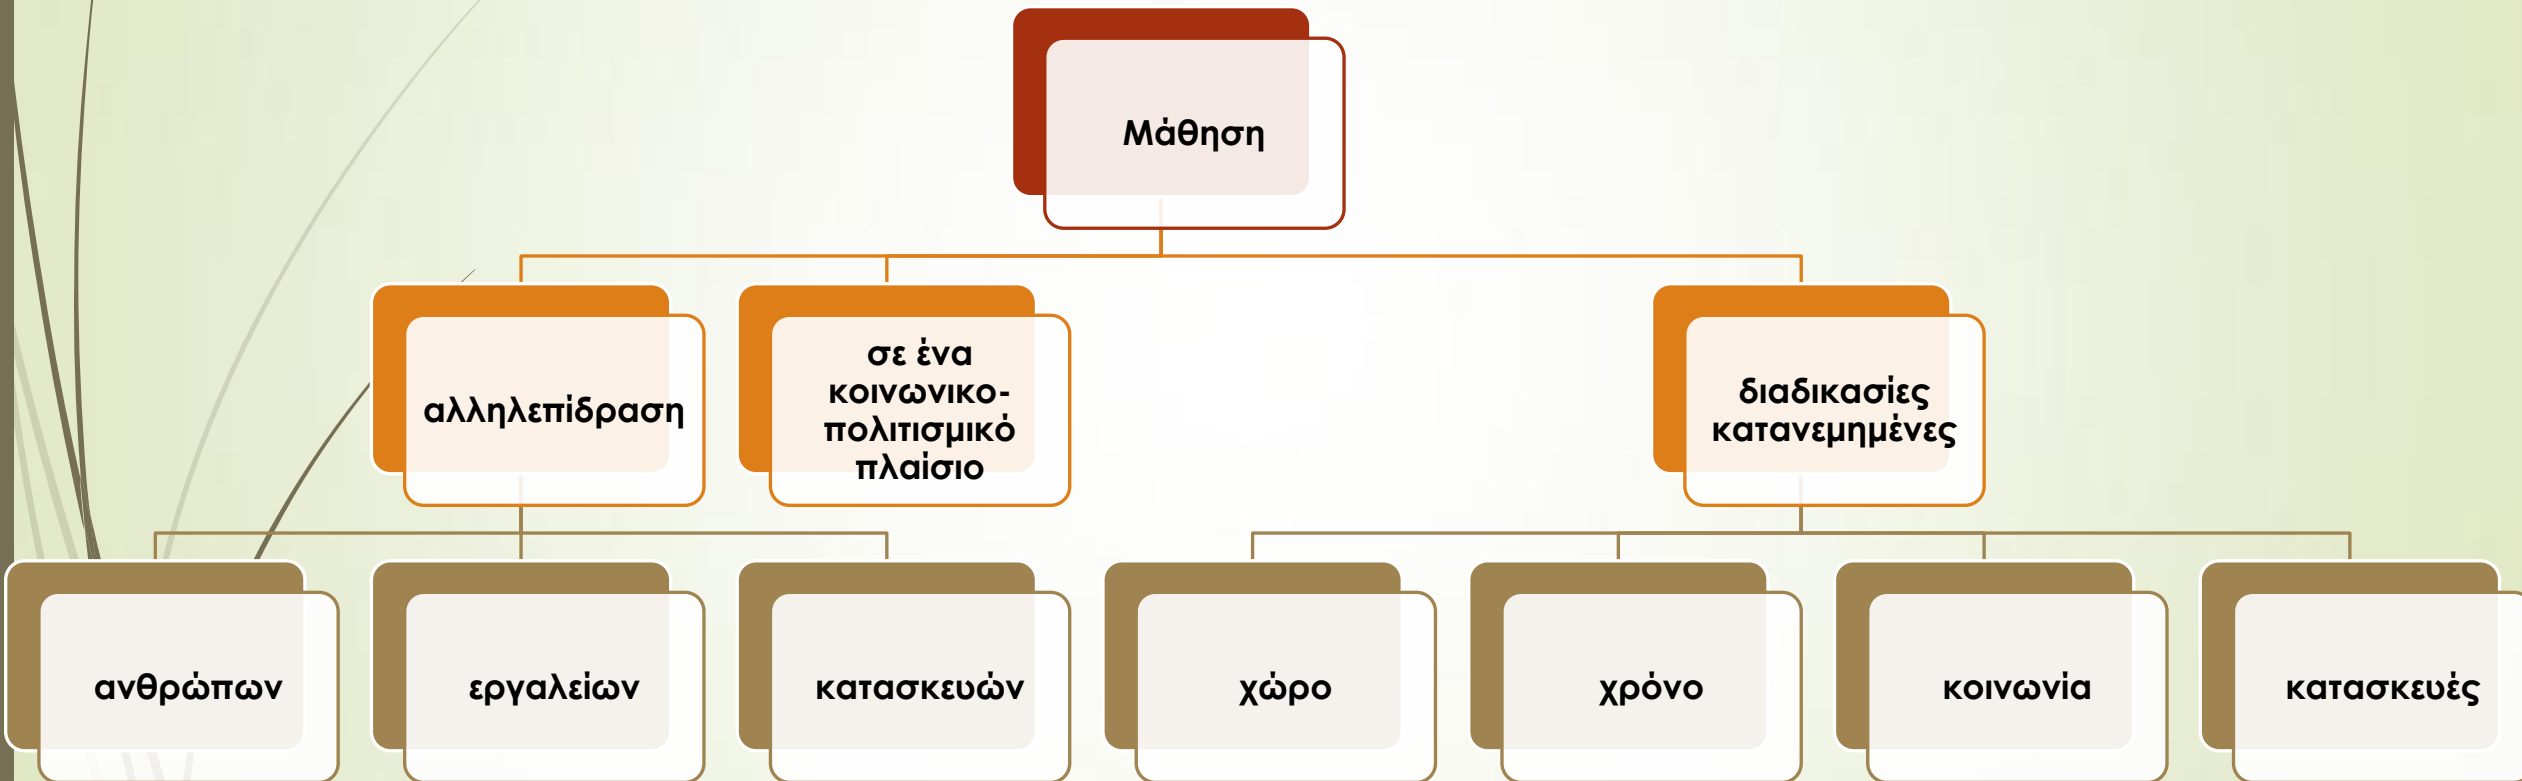 Μάθηση
αλληλεπίδραση
σε ένα
κοινωνικο-
πολιτισμικό
πλαίσιο
διαδικασίες
κατανεμημένες
ανθρώπων
εργαλείων
κατασκευών
χώρο
χρόνο
κοινωνία
κατασκευές